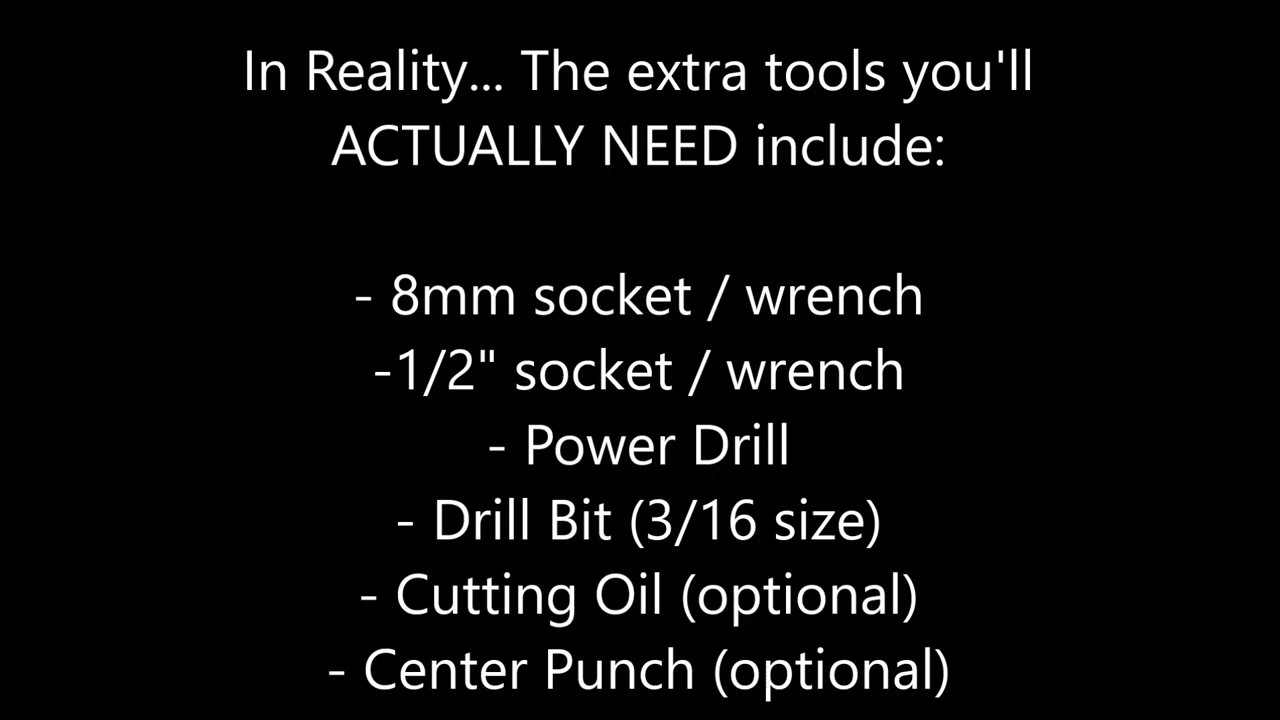 In Reality... The extra tools you'll
ACTUALLY NEED include:
- 8mm socket / wrench
-1/2" socket / wrench
- Power Drill
- Drill Bit (3/16 size)
- Cutting Oil (optional)
- Center Punch (optional)